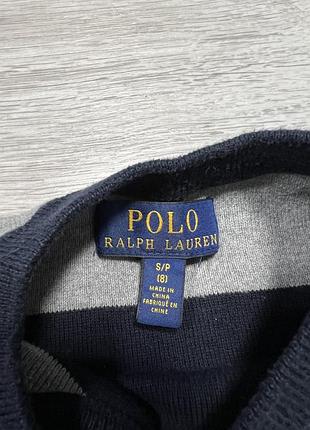 POLO
RALPH LAUREN
S/P
(8)
MADE IN
CHINA
FABRIQUÉ EN
CHINE